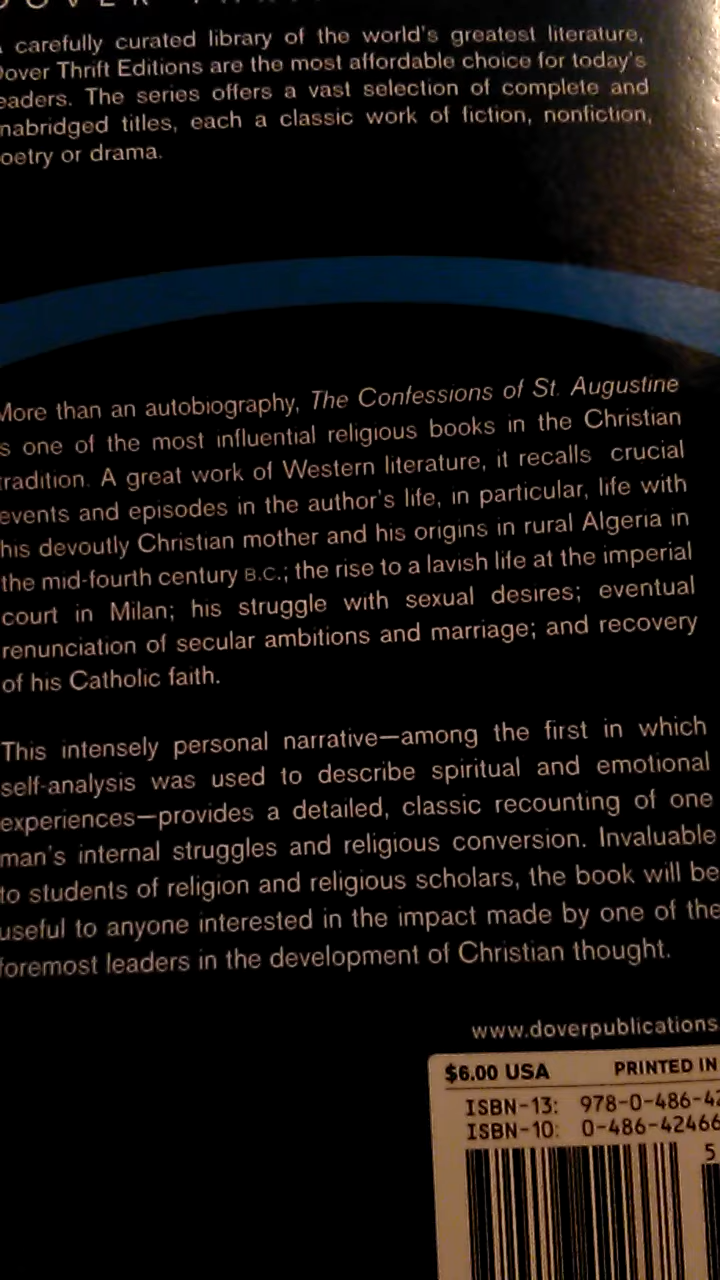 carefully curated library of the world's greatest literature,
Dover Thrift Editions are the most affordable choice for today's
eaders. The series offers a vast selection of complete and
nabridged titles, each a classic work of fiction, nonfiction,
oetry or drama.
More than an autobiography, The Confessions of St. Augustine
s one of the most influential religious books in the Christian
tradition. A great work of Western literature, it recalls crucial
events and episodes in the author's life, in particular, life with
his devoutly Christian mother and his origins in rural Algeria in
the mid-fourth century B.C.; the rise to a lavish life at the imperial
court in Milan; his struggle with sexual desires; eventual
renunciation of secular ambitions and marriage; and recovery
of his Catholic faith.
This intensely personal narrative—among the first in which
self-analysis was used to describe spiritual and emotional
experiences—provides a detailed, classic recounting of one
man's internal struggles and religious conversion. Invaluable
to students of religion and religious scholars, the book will be
useful to anyone interested in the impact made by one of the
foremost leaders in the development of Christian thought.
www.doverpublications
$6.00 USA PRINTED IN
ISBN-13: 978-0-486-42
ISBN-10: 0-486-42466
5